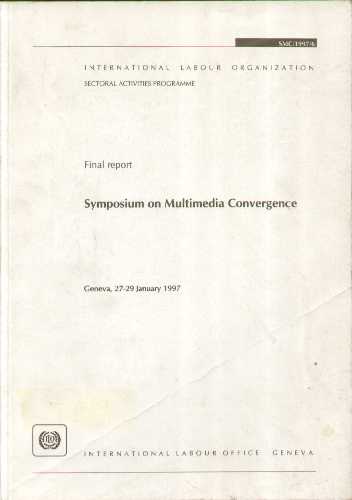 SMC/1997/6
INTERNATIONAL LABOUR ORGANIZATION
SECTORAL ACTIVITIES PROGRAMME
Final report
Symposium on Multimedia Convergence
Geneva, 27-29 January 1997
INTERNATIONAL LABOUR OFFICE GENEVA